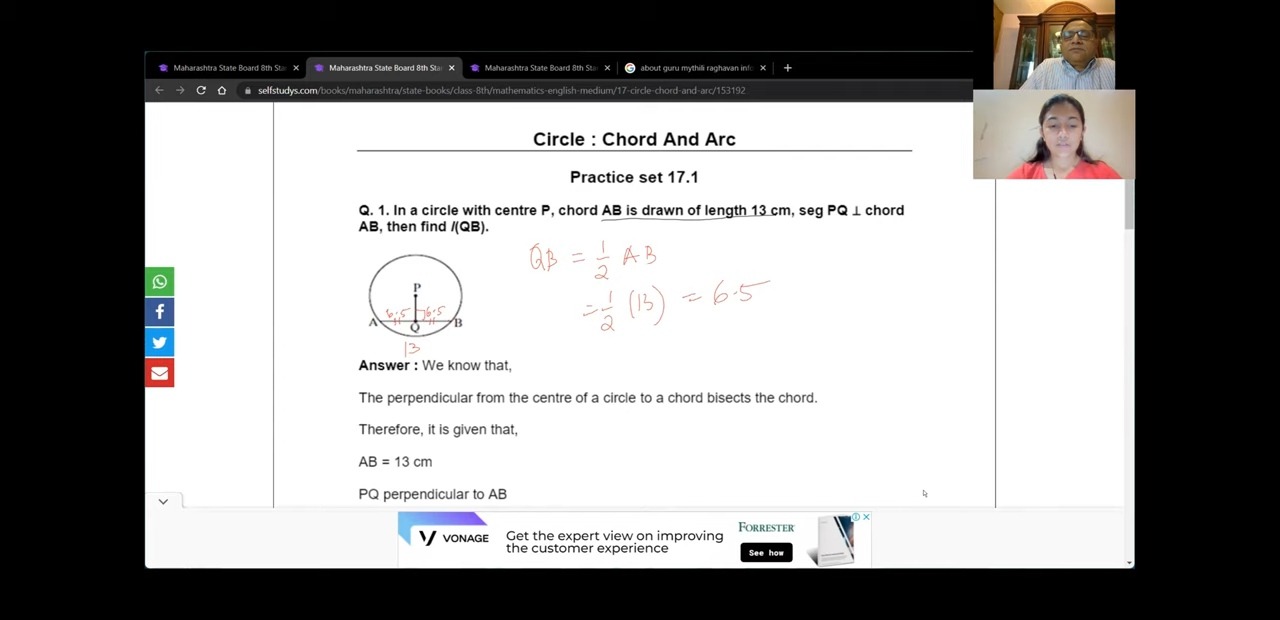 Maharashtra State Board 8th Sta
Maharashtra State Board 8th Sta
Maharashtra State Board 8th Sta
about guru mythili raghavan info
selfstudys.com/books/maharashtra/state-books/class-8th/mathematics-english-medium/17-circle-chord-and-arc/153192
Circle : Chord And Arc
Practice set 17.1
Q. 1. In a circle with centre P, chord AB is drawn of length 13 cm, seg PQ ⊥ chord
AB, then find l(QB).
QB = 1/2 AB
= 1/2 (13) = 6.5
P
6.5 6.5
A Q B
13
Answer : We know that,
The perpendicular from the centre of a circle to a chord bisects the chord.
Therefore, it is given that,
AB = 13 cm
PQ perpendicular to AB
VONAGE
Get the expert view on improving
the customer experience
FORRESTER
See how